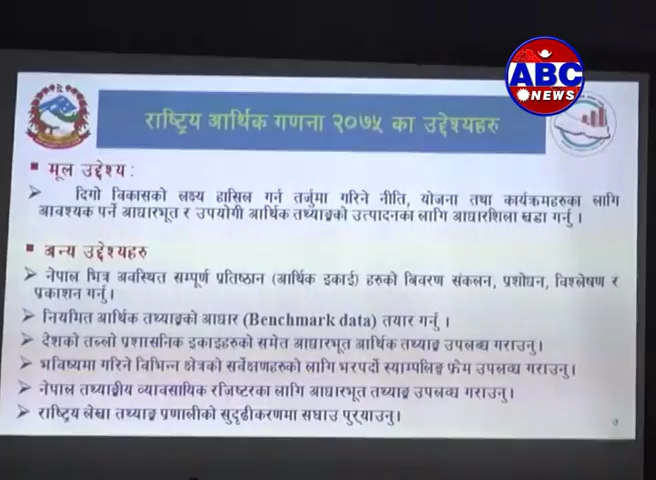 ABC
NEWS
राष्ट्रिय आर्थिक गणना २०७५ का उद्देश्यहरु
मूल उद्देश्य :
दिगो विकासको लक्ष्य हासिल गर्न तर्जुमा गरिने नीति, योजना तथा कार्यक्रमहरुका लागि
आवश्यक पर्ने आधारभूत र उपयोगी आर्थिक तथ्याङ्कको उत्पादनका लागि आधारशिला खडा गर्नु ।
अन्य उद्देश्यहरु
नेपाल भित्र अवस्थित सम्पूर्ण प्रतिष्ठान (आर्थिक इकाई) हरुको बिवरण संकलन, प्रशोधन, विश्लेषण र
प्रकाशन गर्नु ।
नियमित आर्थिक तथ्याङ्कको आधार (Benchmark data) तयार गर्नु ।
देशको तल्लो प्रशासनिक इकाइहरुको समेत आधारभूत आर्थिक तथ्याङ्क उपलब्ध गराउनु ।
भविष्यमा गरिने विभिन्न क्षेत्रको सर्वेक्षणहरुको लागि भरपर्दो स्याम्पलिङ्ग फ्रेम उपलब्ध गराउनु ।
नेपाल तथ्याङ्कीय व्यावसायिक रजिष्टरका लागि आधारभूत तथ्याङ्क उपलब्ध गराउनु ।
राष्ट्रिय लेखा तथ्याङ्क प्रणालीको सुदृढीकरणमा सघाउ पुर्‍याउनु ।
७